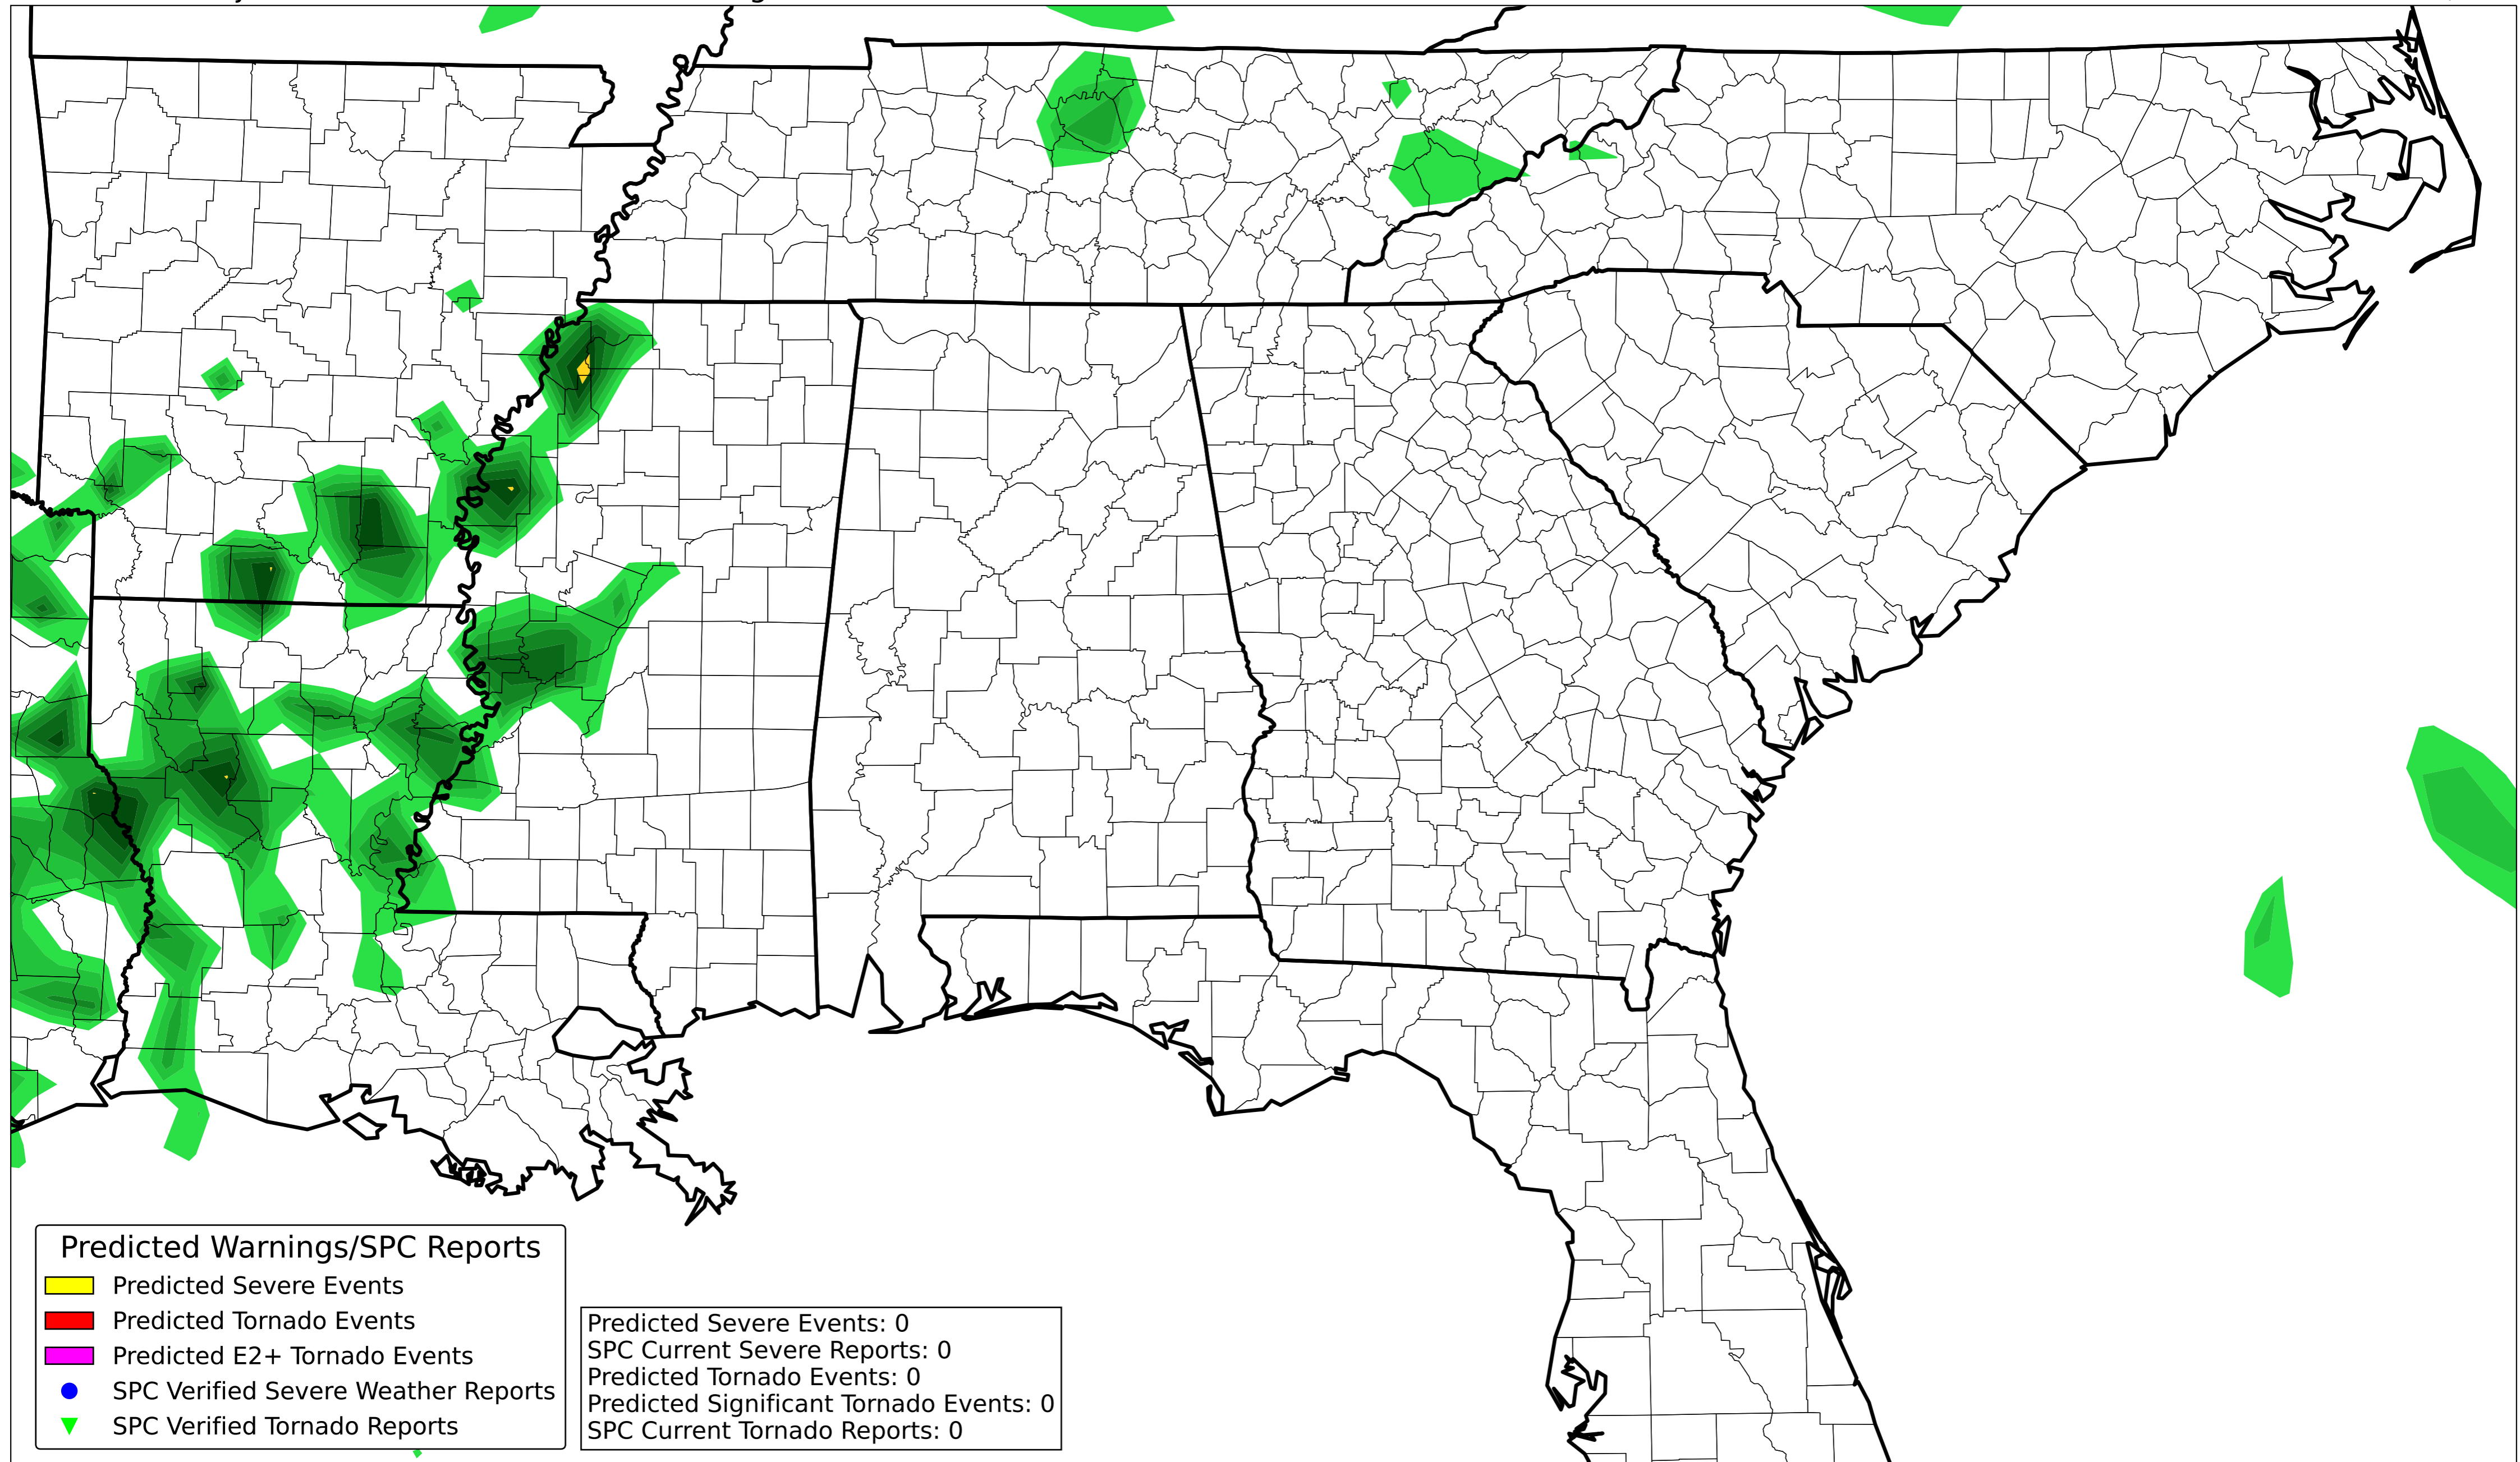 Predicted Warnings/SPC Reports
Predicted Severe Events
Predicted Tornado Events
Predicted E2+ Tornado Events
SPC Verified Severe Weather Reports
SPC Verified Tornado Reports
Predicted Severe Events: 0
SPC Current Severe Reports: 0
Predicted Tornado Events: 0
Predicted Significant Tornado Events: 0
SPC Current Tornado Reports: 0